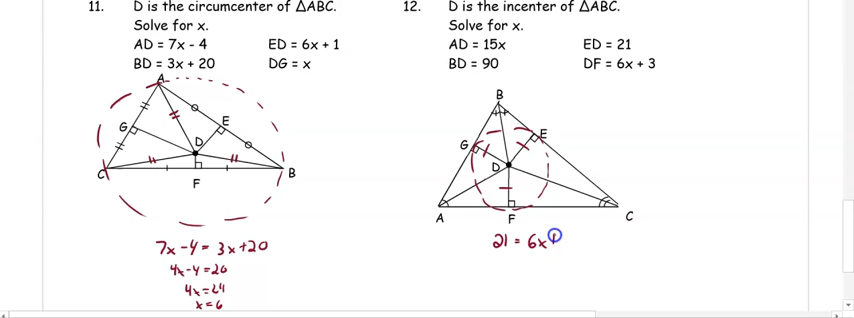 11. D is the circumcenter of △ABC.
Solve for x.
AD = 7x - 4 ED = 6x + 1
BD = 3x + 20 DG = x
A
G
E
D
C
B
F
7x - 4 = 3x + 20
4x - 4 = 20
4x = 24
x = 6
12. D is the incenter of △ABC.
Solve for x.
AD = 15x ED = 21
BD = 90 DF = 6x + 3
B
G
E
D
A
F
C
21 = 6x